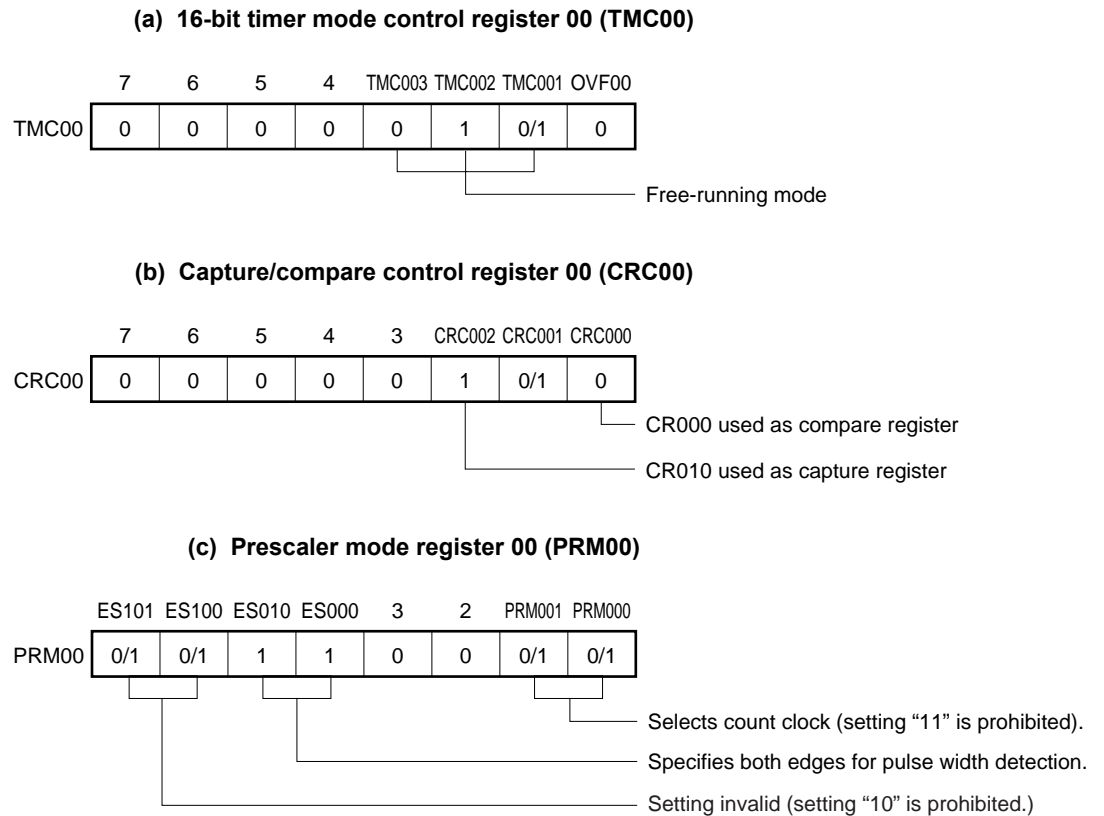 (a) 16-bit timer mode control register 00 (TMC00)
7 6 5 4 TMC003 TMC002 TMC001 OVF00
TMC00 0 0 0 0 0 1 0/1 0
Free-running mode
(b) Capture/compare control register 00 (CRC00)
7 6 5 4 3 CRC002 CRC001 CRC000
CRC00 0 0 0 0 0 1 0/1 0
CR000 used as compare register
CR010 used as capture register
(c) Prescaler mode register 00 (PRM00)
ES101 ES100 ES010 ES000 3 2 PRM001 PRM000
PRM00 0/1 0/1 1 1 0 0 0/1 0/1
Selects count clock (setting “11” is prohibited).
Specifies both edges for pulse width detection.
Setting invalid (setting “10” is prohibited.)